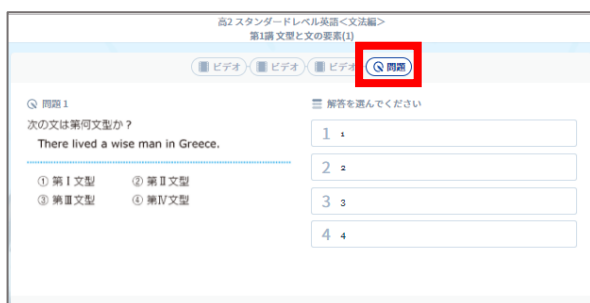 高2 スタンダードレベル英語＜文法編＞
第1講 文型と文の要素(1)
ビデオ ビデオ ビデオ 問題
問題 1
次の文は第何文型か？
There lived a wise man in Greece.
① 第Ⅰ文型 ② 第Ⅱ文型
③ 第Ⅲ文型 ④ 第Ⅳ文型
解答を選んでください
1 1
2 2
3 3
4 4